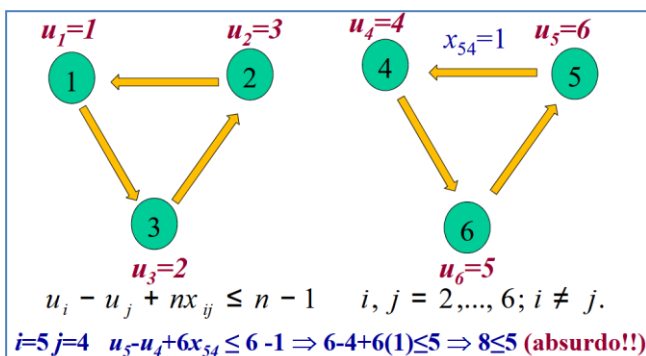 u₁=1 u₂=3 u₄=4 x₅₄=1 u₅=6
1 2 4 5
3 6
u₃=2 u₆=5
uᵢ − uⱼ + nxᵢⱼ ≤ n − 1 i, j = 2,..., 6; i ≠ j.
i=5 j=4 u₅-u₄+6x₅₄ ≤ 6 -1 ⇒ 6-4+6(1)≤5 ⇒ 8≤5 (absurdo!!)